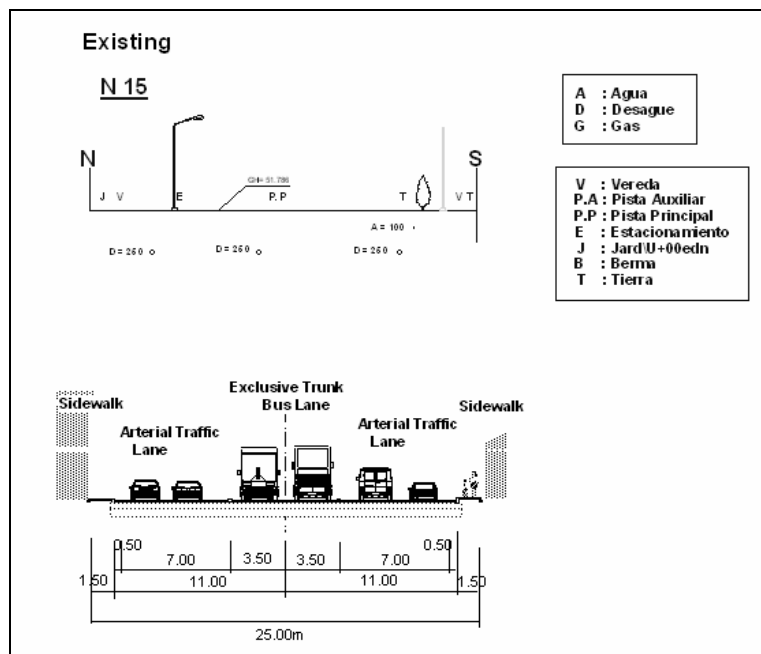 Existing
N 15
A : Agua
D : Desague
G : Gas
N
S
J V E P.P T V T
A = 100
D= 250 D= 250 D= 250
V : Vereda
P.A : Pista Auxiliar
P.P : Pista Principal
E : Estacionamiento
J : Jard\U+00edn
B : Berma
T : Tierra
Exclusive Trunk
Bus Lane
Sidewalk
Sidewalk
Arterial Traffic
Lane
Arterial Traffic
Lane
0.50 0.50
7.00 3.50 3.50 7.00
1.50 11.00 11.00 1.50
25.00m